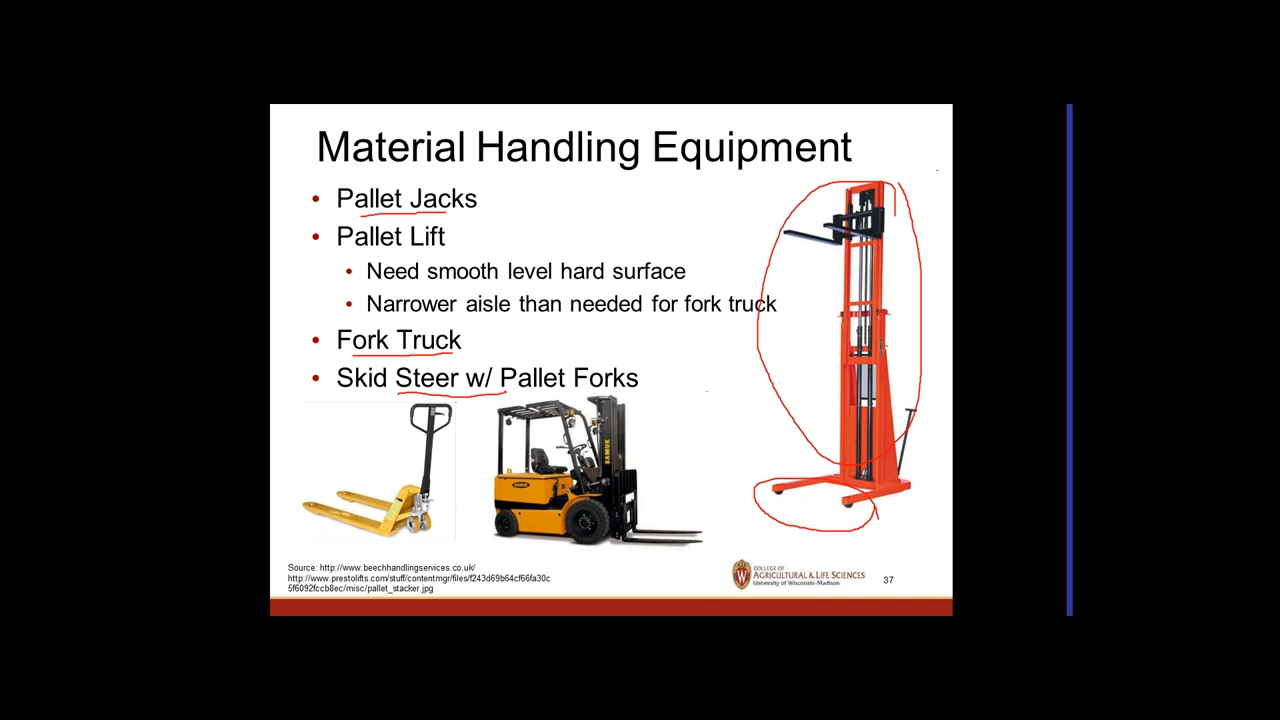 Material Handling Equipment
• Pallet Jacks
• Pallet Lift
• Need smooth level hard surface
• Narrower aisle than needed for fork truck
• Fork Truck
• Skid Steer w/ Pallet Forks
SAMUK
SAMUK
Source: http://www.beechhandlingservices.co.uk/
http://www.prestolifts.com/stuff/contentmgr/files/f243d69b64cf66fa30c
5f6092fccb8ec/misc/pallet_stacker.jpg
COLLEGE OF
AGRICULTURAL & LIFE SCIENCES
University of Wisconsin-Madison
37